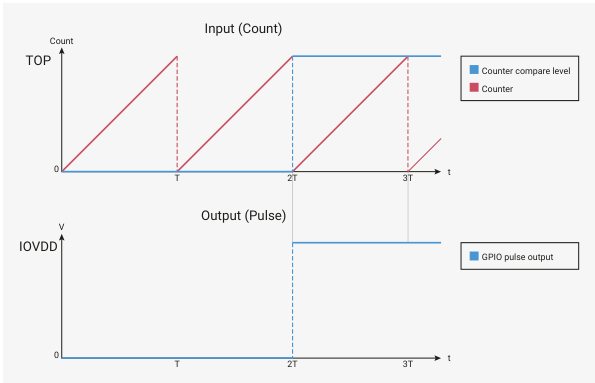 Input (Count)
Count
TOP
0
T
2T
3T
t
Counter compare level
Counter
Output (Pulse)
V
IOVDD
0
T
2T
3T
t
GPIO pulse output